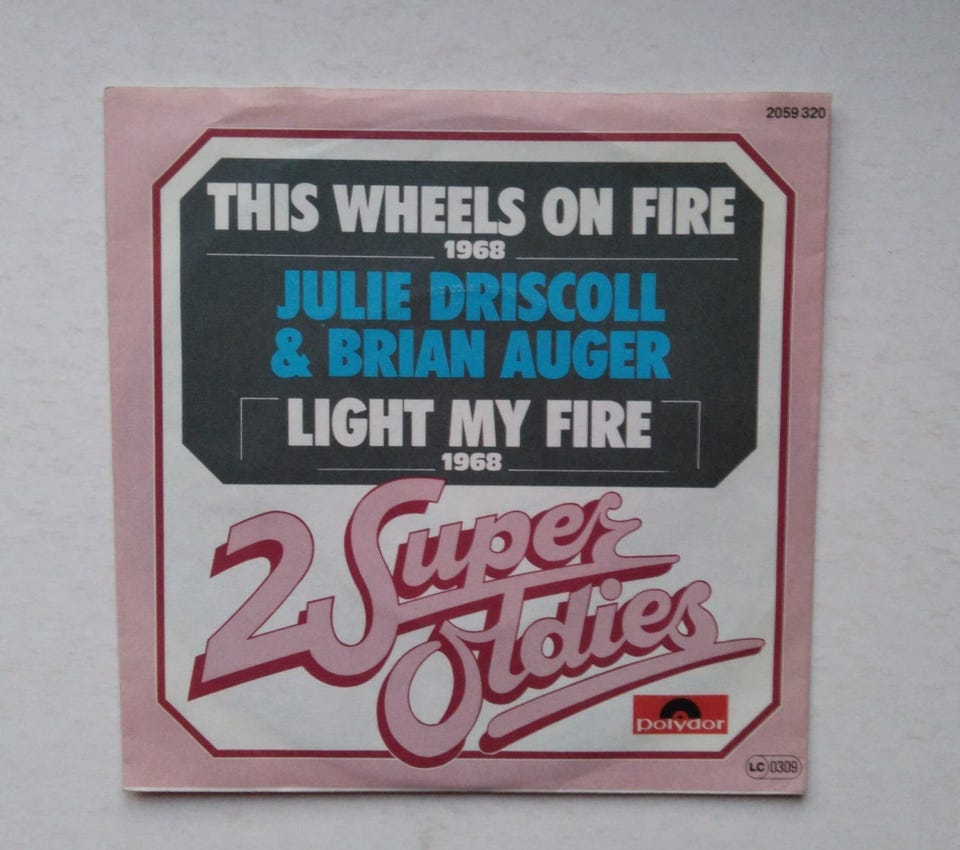 2059 320
THIS WHEELS ON FIRE
1968
JULIE DRISCOLL
& BRIAN AUGER
LIGHT MY FIRE
1968
2 Super
Oldies
polydor
LC 0309